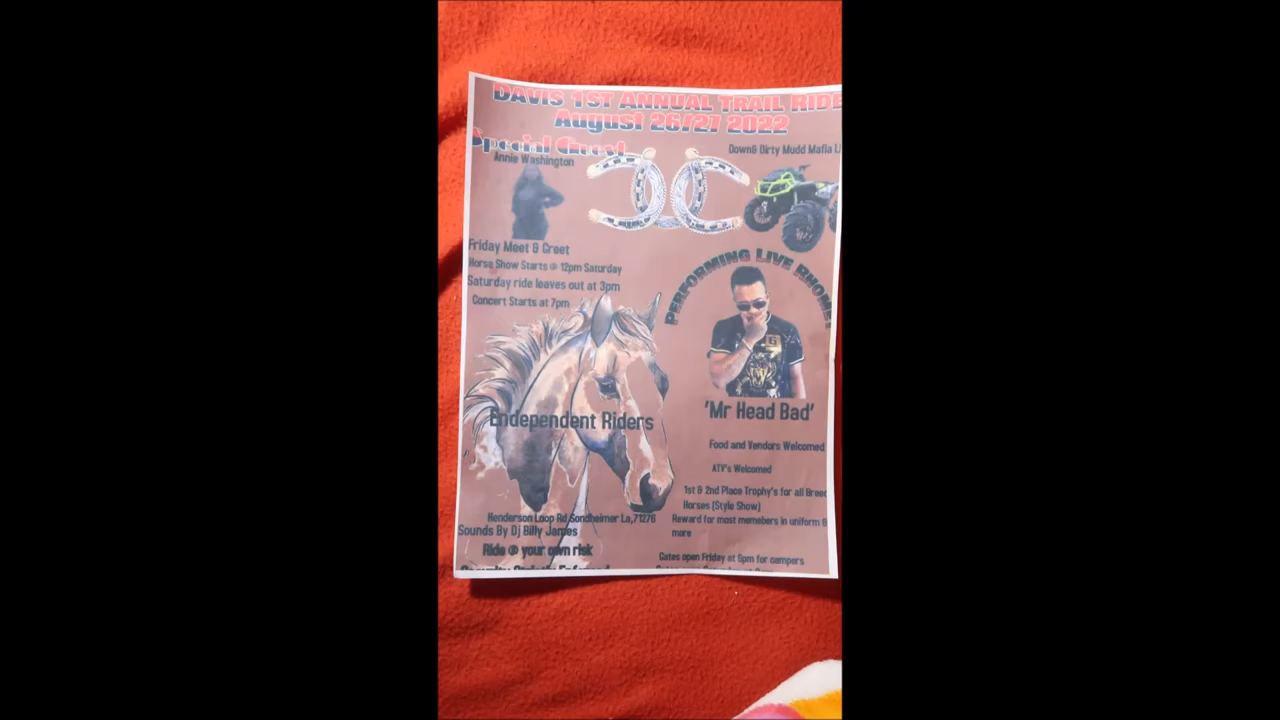 DAVIS 1ST ANNUAL TRAIL RIDE
August 26/27 2022
Special Guest
Annie Washington
Down& Dirty Mudd Mafia
Friday Meet & Greet
Horse Show Starts @ 12pm Saturday
Saturday ride leaves out at 3pm
Concert Starts at 7pm
PERFORMING LIVE
G
'Mr Head Bad'
Endependent Riders
Food and Vendors Welcomed
ATV's Welcomed
1st & 2nd Place Trophy's for all Breed
Horses (Style Show)
Reward for most memebers in uniform &
more
Henderson Loop Rd Sondheimer La,71276
Sounds By Dj Billy James
Ride @ your own risk
Gates open Friday at 6pm for campers